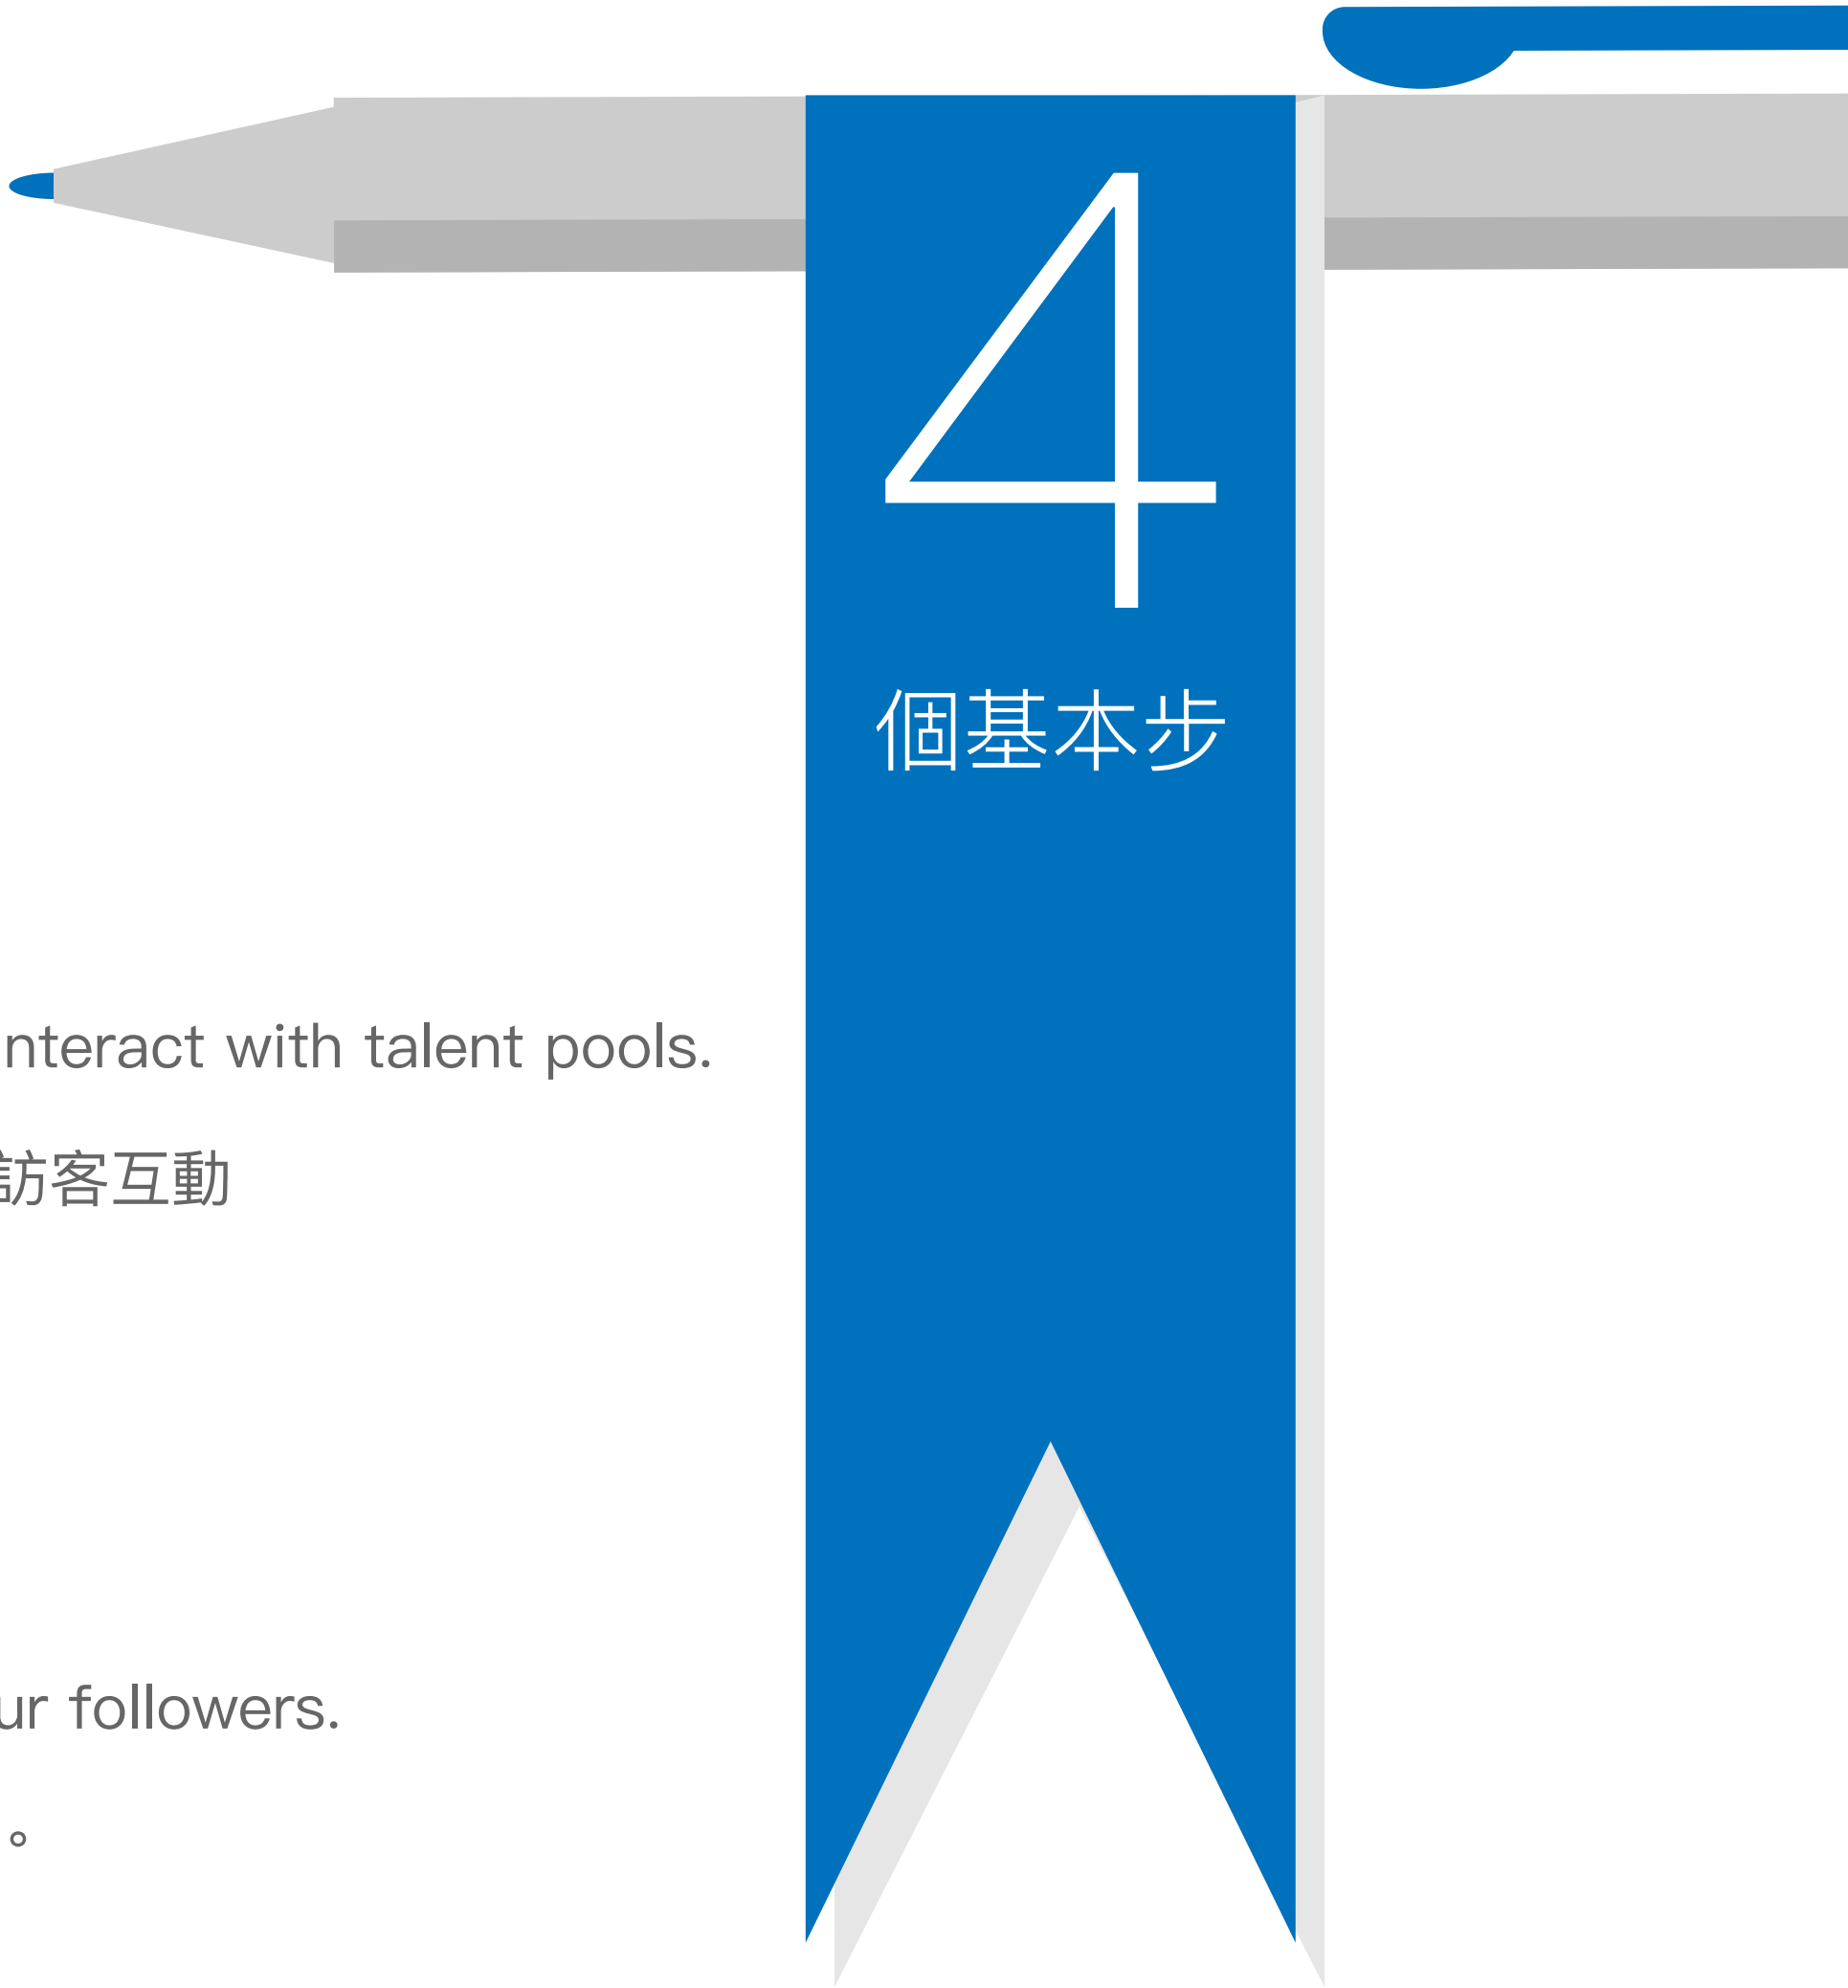 4
個基本步
nteract with talent pools.
訪客互動
ur followers.
。